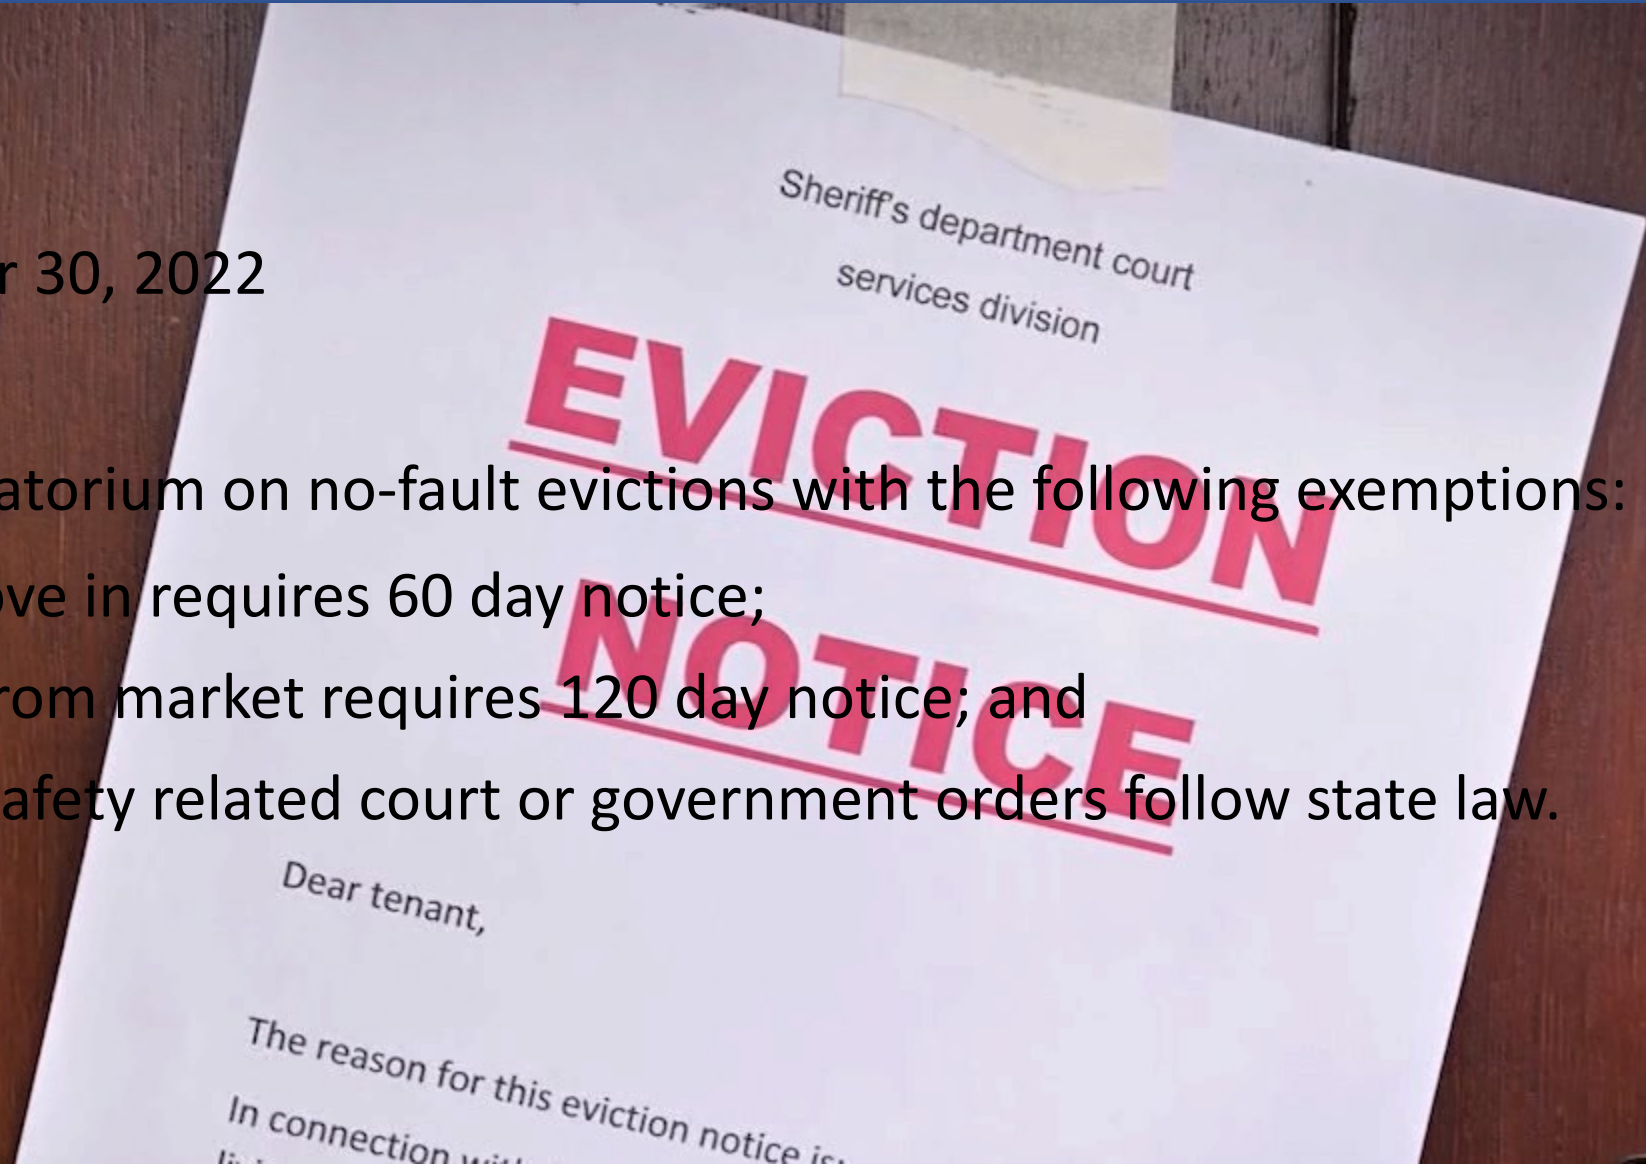 Sheriff's department court
services division
r 30, 2022
EVICTION
atorium on no-fault evictions with the following exemptions:
ove in requires 60 day notice;
NOTICE
rom market requires 120 day notice; and
afety related court or government orders follow state law.
Dear tenant,
The reason for this eviction notice is:
In connection